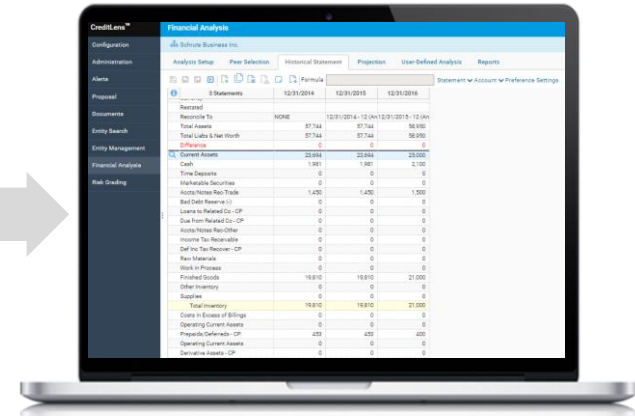 CreditLens™
Financial Analysis
Configuration
Administration
Alerts
Proposal
Documents
Entity Search
Entity Management
Financial Analysis
Risk Grading
Schrute Business Inc.
Analysis Setup Peer Selection Historical Statement Projection User-Defined Analysis Reports
Formula Statement Account Preference Settings
3 Statements 12/31/2014 12/31/2015 12/31/2016
Restated
Reconcile To NONE 12/31/2014 - 12 (An 12/31/2015 - 12 (An
Total Assets 57,744 57,744 58,950
Total Liabs & Net Worth 57,744 57,744 58,950
Difference 0 0 0
Current Assets 23,694 23,694 25,000
Cash 1,981 1,981 2,100
Time Deposits 0 0 0
Marketable Securities 0 0 0
Accts/Notes Rec-Trade 1,450 1,450 1,500
Bad Debt Reserve (-) 0 0 0
Loans to Related Co - CP 0 0 0
Due from Related Co - CP 0 0 0
Accts/Notes Rec-Other 0 0 0
Income Tax Receivable 0 0 0
Def Inc Tax Recover - CP 0 0 0
Raw Materials 0 0 0
Work In Process 0 0 0
Finished Goods 19,810 19,810 21,000
Other Inventory 0 0 0
Supplies 0 0 0
Total Inventory 19,810 19,810 21,000
Costs in Excess of Billings 0 0 0
Operating Current Assets 0 0 0
Prepaids/Deferreds - CP 453 453 400
Operating Current Assets 0 0 0
Derivative Assets - CP 0 0 0